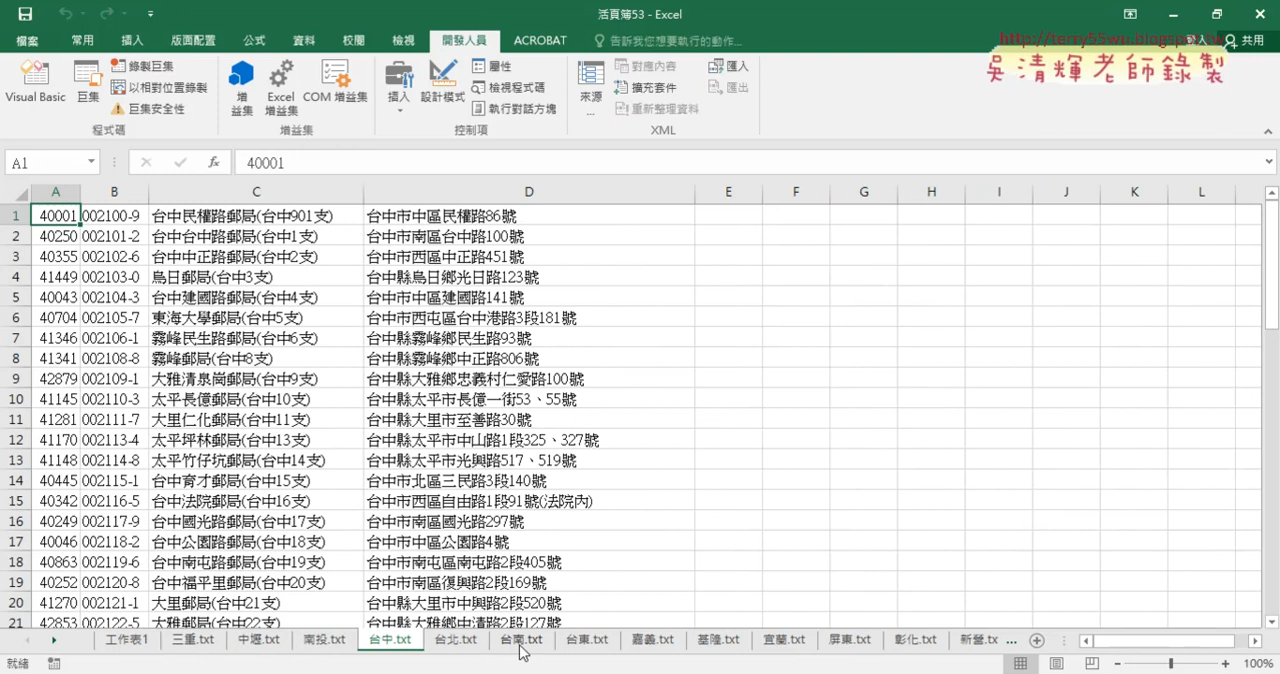 活頁簿53 - Excel
檔案 常用 插入 版面配置 公式 資料 校閱 檢視 開發人員 ACROBAT 告訴我您想要執行的動作... 共用
http://terry55wu.blogspot.tw
吳清輝老師錄製
Visual Basic 巨集 錄製巨集 以相對位置錄製 巨集安全性 程式碼
增益集 Excel 增益集 COM 增益集 增益集
插入 設計模式 屬性 檢視程式碼 執行對話方塊 控制項
來源... 對應內容 擴充套件 重新整理資料 匯入 匯出 XML
A1 fx 40001
A B C D E F G H I J K L
1 40001 002100-9 台中民權路郵局(台中901支) 台中市中區民權路86號
2 40250 002101-2 台中台中路郵局(台中1支) 台中市南區台中路100號
3 40355 002102-6 台中中正路郵局(台中2支) 台中市西區中正路451號
4 41449 002103-0 烏日郵局(台中3支) 台中縣烏日鄉光日路123號
5 40043 002104-3 台中建國路郵局(台中4支) 台中市中區建國路141號
6 40704 002105-7 東海大學郵局(台中5支) 台中市西屯區台中港路3段181號
7 41346 002106-1 霧峰民生路郵局(台中6支) 台中縣霧峰鄉民生路93號
8 41341 002108-8 霧峰郵局(台中8支) 台中縣霧峰鄉中正路806號
9 42879 002109-1 大雅清泉崗郵局(台中9支) 台中縣大雅鄉忠義村仁愛路100號
10 41145 002110-3 太平長億郵局(台中10支) 台中縣太平市長億一街53、55號
11 41281 002111-7 大里仁化郵局(台中11支) 台中縣大里市至善路30號
12 41170 002113-4 太平坪林郵局(台中13支) 台中縣太平市中山路1段325、327號
13 41148 002114-8 太平竹仔坑郵局(台中14支) 台中縣太平市光興路517、519號
14 40445 002115-1 台中育才郵局(台中15支) 台中市北區三民路3段140號
15 40342 002116-5 台中法院郵局(台中16支) 台中市西區自由路1段91號(法院內)
16 40249 002117-9 台中國光路郵局(台中17支) 台中市南區國光路297號
17 40046 002118-2 台中公園路郵局(台中18支) 台中市中區公園路4號
18 40863 002119-6 台中南屯路郵局(台中19支) 台中市南屯區南屯路2段405號
19 40252 002120-8 台中福平里郵局(台中20支) 台中市南區復興路2段169號
20 41270 002121-1 大里郵局(台中21支) 台中縣大里市中興路2段520號
21 42853 002122-5 大雅郵局(台中22支) 台中縣大雅鄉中清路2段127號
工作表1 三重.txt 中壢.txt 南投.txt 台中.txt 台北.txt 台南.txt 台東.txt 嘉義.txt 基隆.txt 宜蘭.txt 屏東.txt 彰化.txt 新營.tx ...
就緒 100%